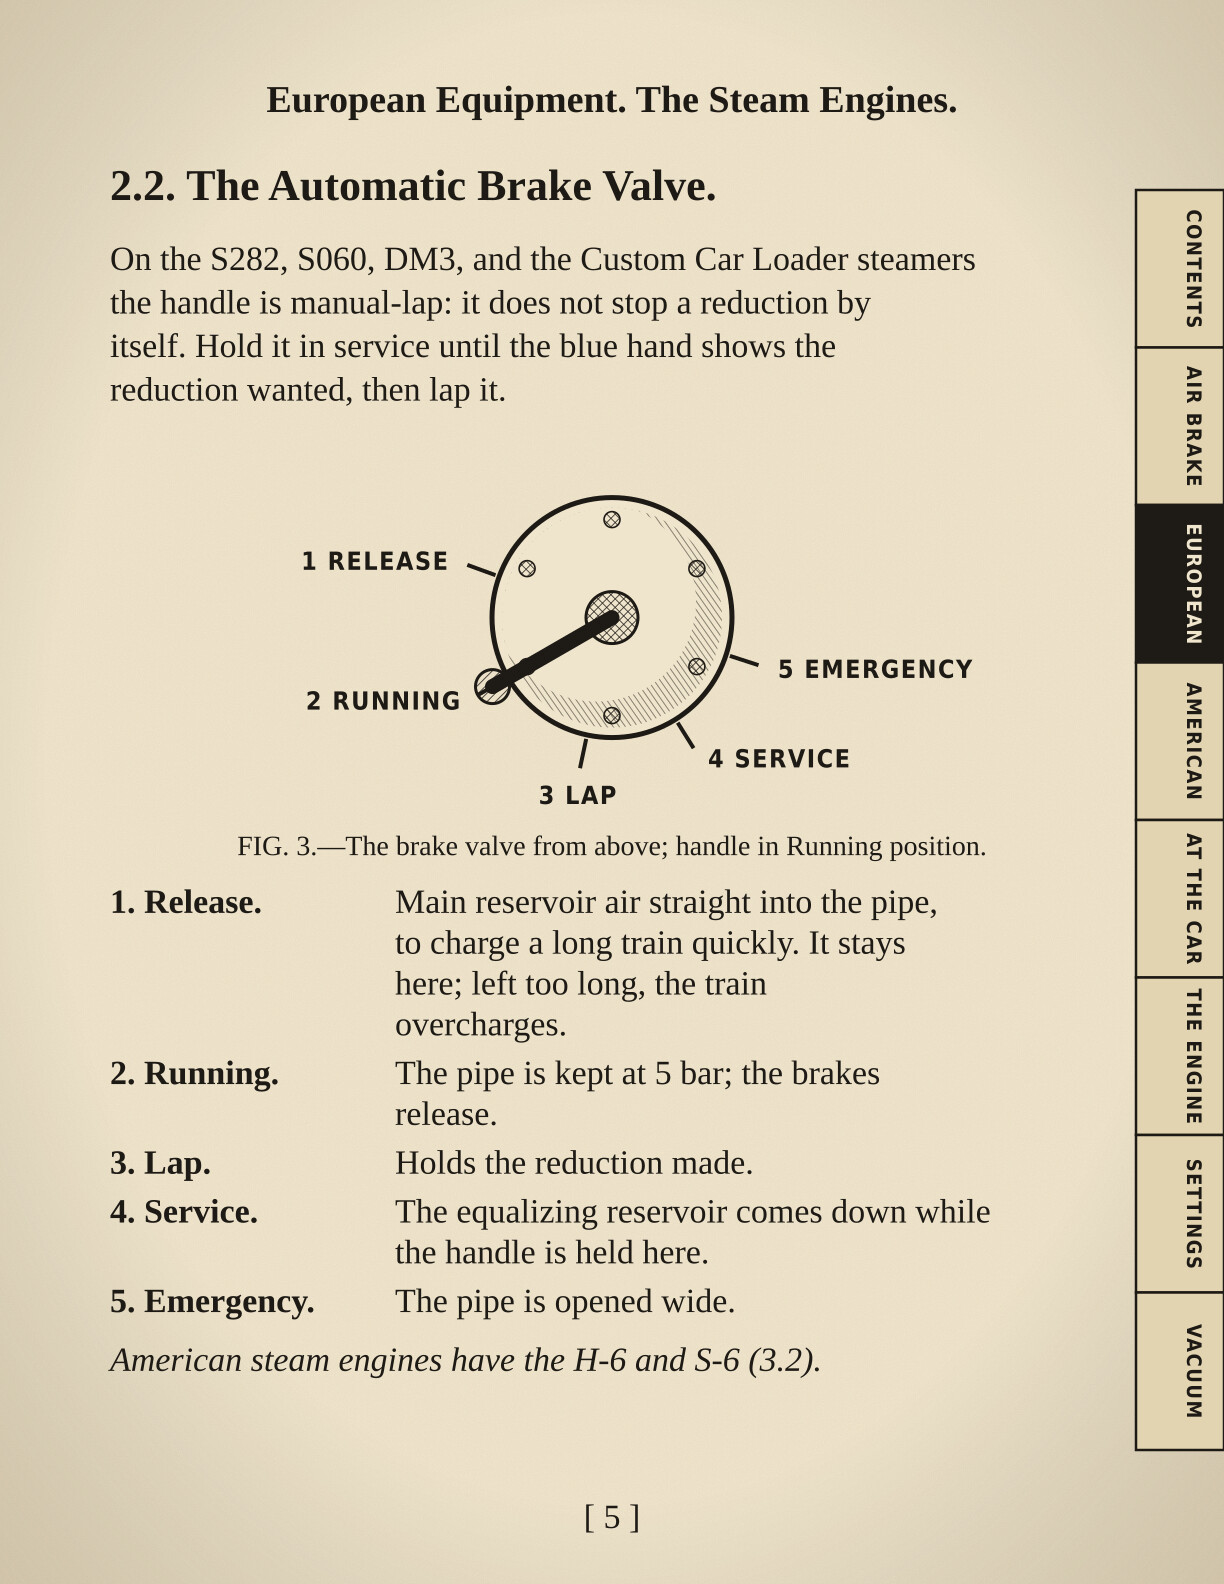 European Equipment. The Steam Engines.
2.2. The Automatic Brake Valve.
On the S282, S060, DM3, and the Custom Car Loader steamers
the handle is manual-lap: it does not stop a reduction by
itself. Hold it in service until the blue hand shows the
reduction wanted, then lap it.
1 RELEASE
2 RUNNING
3 LAP
4 SERVICE
5 EMERGENCY
FIG. 3.—The brake valve from above; handle in Running position.
1. Release. Main reservoir air straight into the pipe,
to charge a long train quickly. It stays
here; left too long, the train
overcharges.
2. Running. The pipe is kept at 5 bar; the brakes
release.
3. Lap. Holds the reduction made.
4. Service. The equalizing reservoir comes down while
the handle is held here.
5. Emergency. The pipe is opened wide.
American steam engines have the H-6 and S-6 (3.2).
[ 5 ]
CONTENTS
AIR BRAKE
EUROPEAN
AMERICAN
AT THE CAR
THE ENGINE
SETTINGS
VACUUM